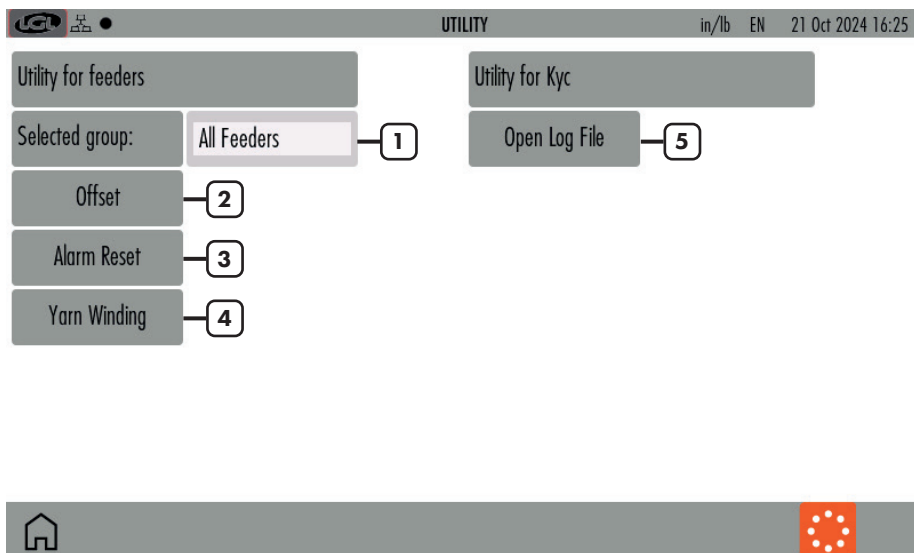 LGL UTILITY in/lb EN 21 Oct 2024 16:25
Utility for feeders
Selected group: All Feeders 1
Offset 2
Alarm Reset 3
Yarn Winding 4
Utility for Kyc
Open Log File 5